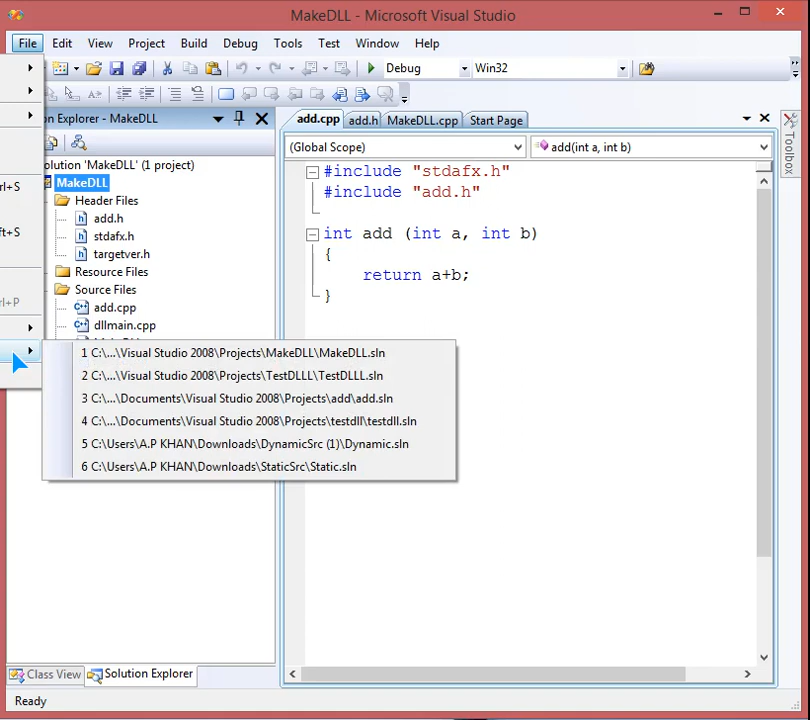 MakeDLL - Microsoft Visual Studio
File Edit View Project Build Debug Tools Test Window Help
Debug Win32
n Explorer - MakeDLL
add.cpp add.h MakeDLL.cpp Start Page
Toolbox
(Global Scope) add(int a, int b)
olution 'MakeDLL' (1 project)
MakeDLL
Header Files
add.h
stdafx.h
targetver.h
Resource Files
Source Files
add.cpp
dllmain.cpp
rl+S
ft+S
rl+P
#include "stdafx.h"
#include "add.h"
int add (int a, int b)
{
return a+b;
}
1 C:\...\Visual Studio 2008\Projects\MakeDLL\MakeDLL.sln
2 C:\...\Visual Studio 2008\Projects\TestDLLL\TestDLLL.sln
3 C:\...\Documents\Visual Studio 2008\Projects\add\add.sln
4 C:\...\Documents\Visual Studio 2008\Projects\testdll\testdll.sln
5 C:\Users\A.P KHAN\Downloads\DynamicSrc (1)\Dynamic.sln
6 C:\Users\A.P KHAN\Downloads\StaticSrc\Static.sln
Class View Solution Explorer
Ready